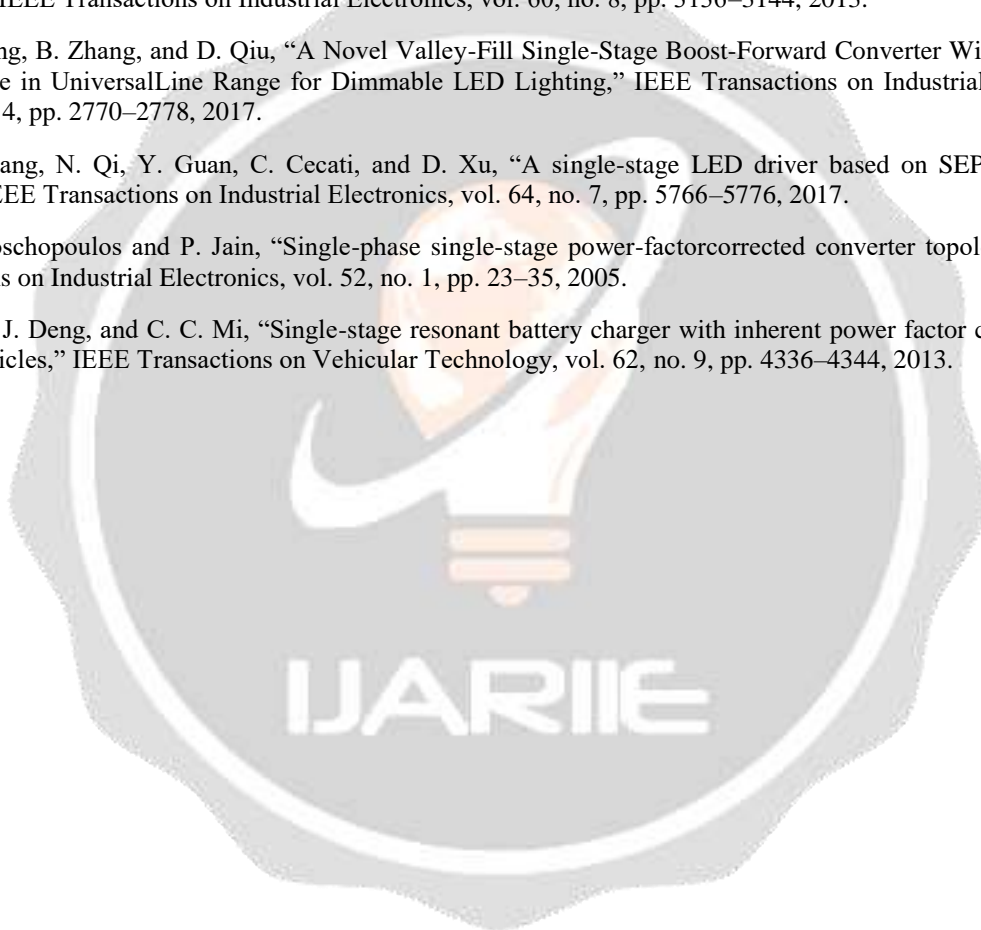 IEEE Transactions on Industrial Electronics, vol. 60, no. 8, pp. 5136–5144, 2013.
ng, B. Zhang, and D. Qiu, “A Novel Valley-Fill Single-Stage Boost-Forward Converter Wi
e in UniversalLine Range for Dimmable LED Lighting,” IEEE Transactions on Industrial
4, pp. 2770–2778, 2017.
ang, N. Qi, Y. Guan, C. Cecati, and D. Xu, “A single-stage LED driver based on SEP
EEE Transactions on Industrial Electronics, vol. 64, no. 7, pp. 5766–5776, 2017.
oschopoulos and P. Jain, “Single-phase single-stage power-factorcorrected converter topol
s on Industrial Electronics, vol. 52, no. 1, pp. 23–35, 2005.
J. Deng, and C. C. Mi, “Single-stage resonant battery charger with inherent power factor c
icles,” IEEE Transactions on Vehicular Technology, vol. 62, no. 9, pp. 4336–4344, 2013.
IJARIIE